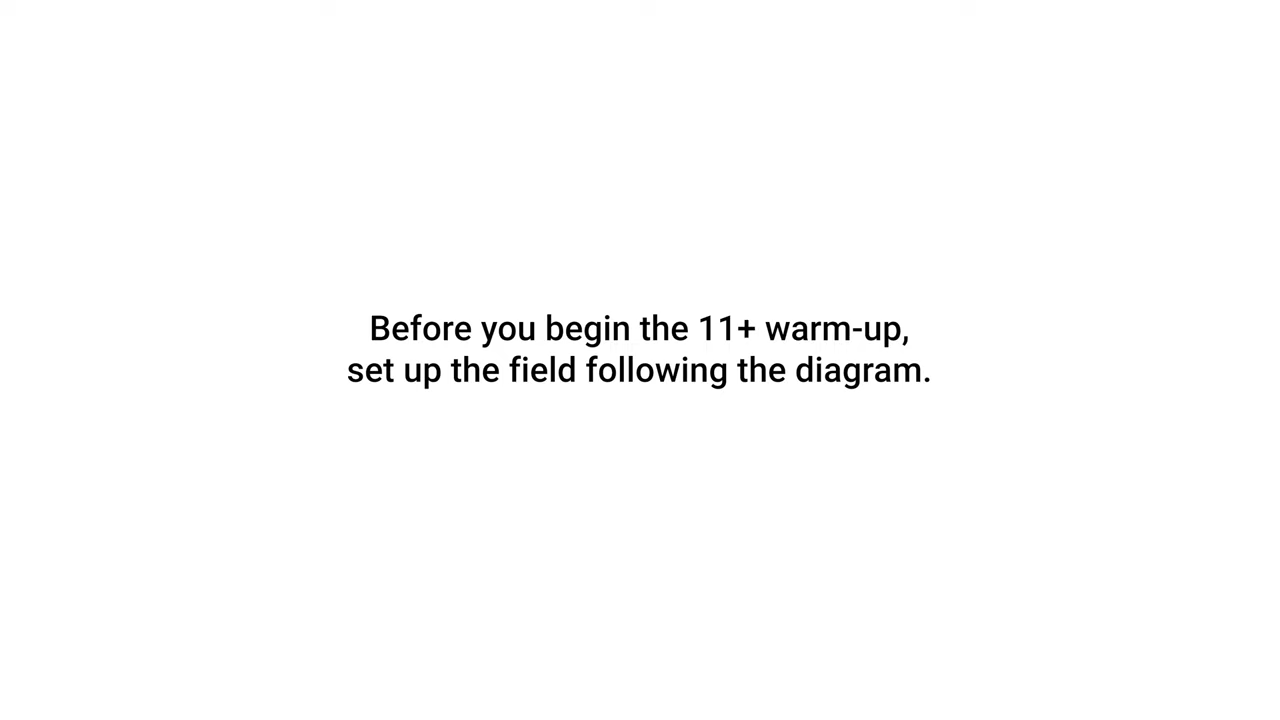 Before you begin the 11+ warm-up,
set up the field following the diagram.